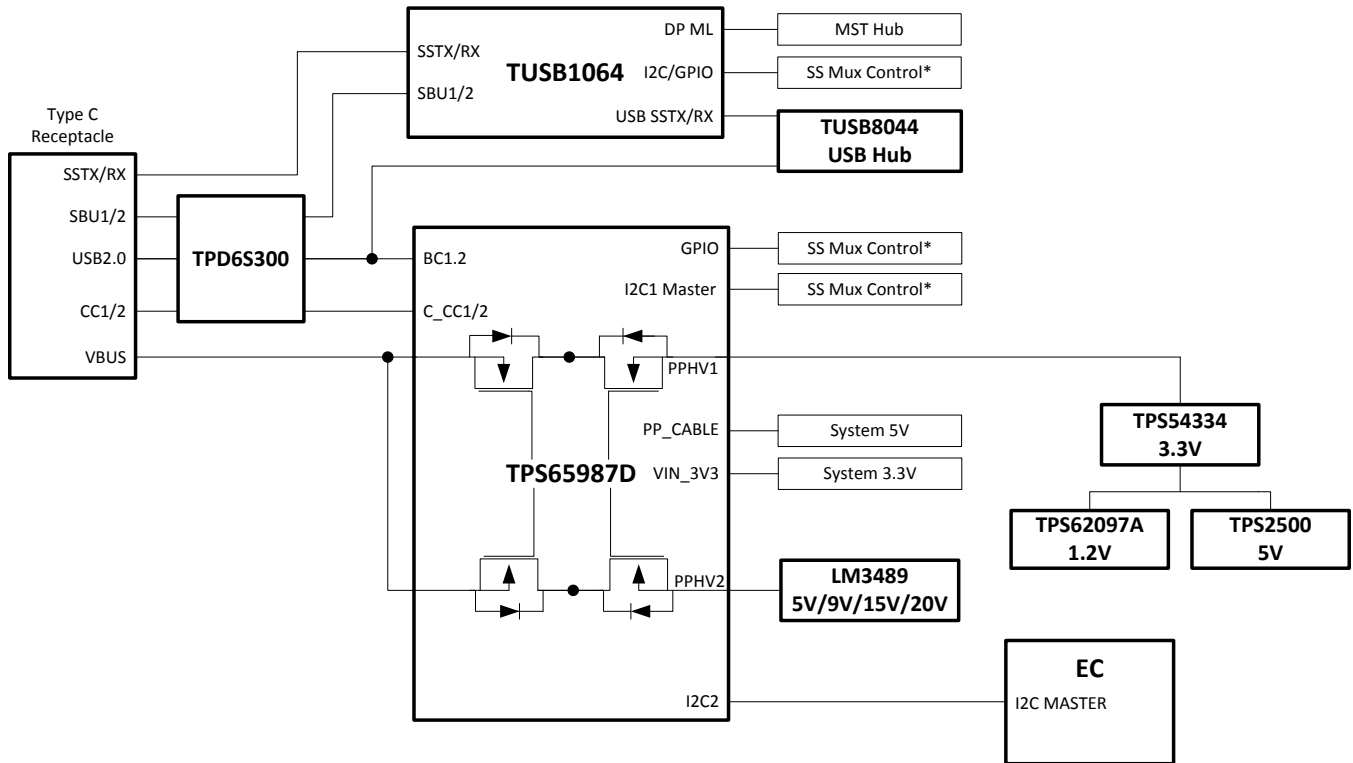 DP ML
MST Hub
SSTX/RX
TUSB1064
I2C/GPIO
SS Mux Control*
SBU1/2
USB SSTX/RX
Type C
Receptacle
TUSB8044
USB Hub
SSTX/RX
SBU1/2
USB2.0
CC1/2
VBUS
TPD6S300
BC1.2
C_CC1/2
GPIO
SS Mux Control*
I2C1 Master
SS Mux Control*
PPHV1
PP_CABLE
System 5V
TPS65987D
VIN_3V3
System 3.3V
PPHV2
I2C2
TPS54334
3.3V
TPS62097A
1.2V
TPS2500
5V
LM3489
5V/9V/15V/20V
EC
I2C MASTER